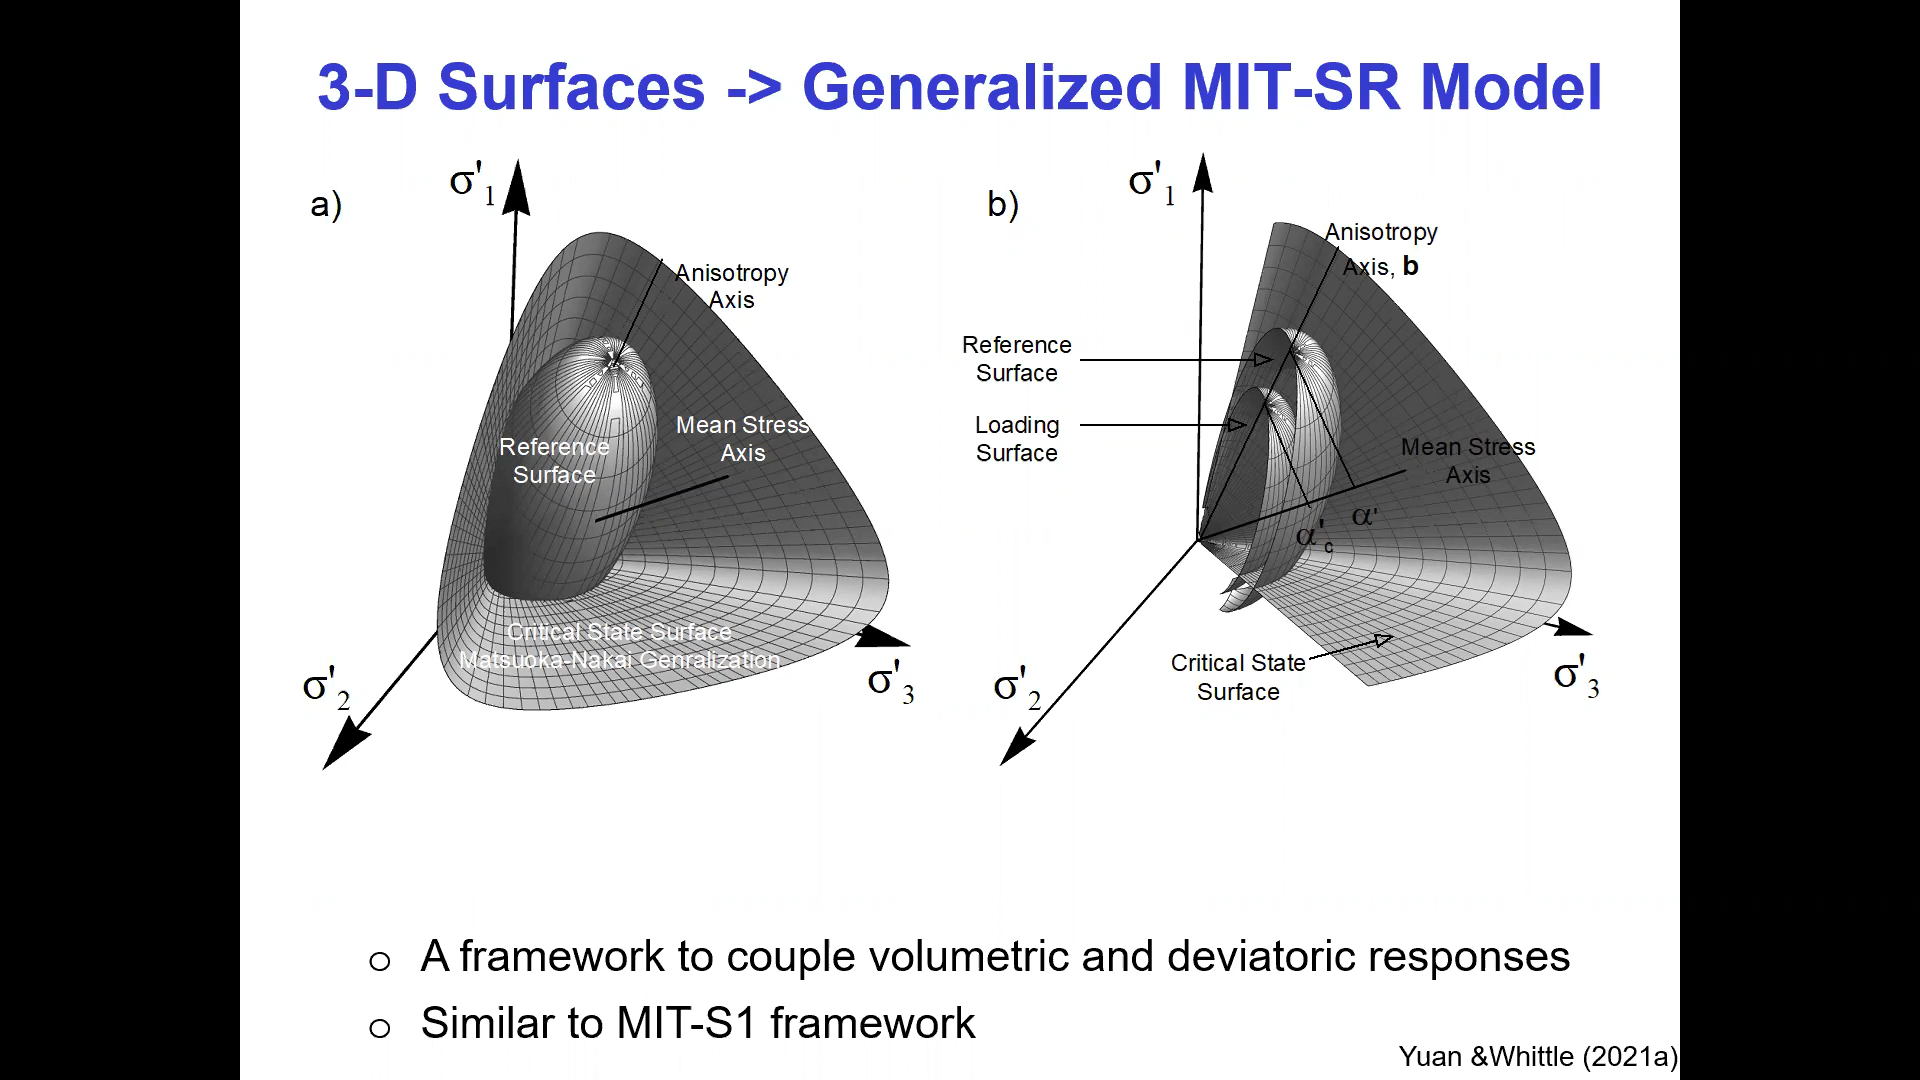 3-D Surfaces -> Generalized MIT-SR Model
a)
σ'1
Anisotropy
Axis
Reference
Surface
Mean Stress
Axis
Critical State Surface
Matsuoka-Nakai Genralization
σ'2
σ'3
b)
σ'1
Anisotropy
Axis, b
Reference
Surface
Loading
Surface
Mean Stress
Axis
α'
α'c
Critical State
Surface
σ'2
σ'3
○ A framework to couple volumetric and deviatoric responses
○ Similar to MIT-S1 framework
Yuan &Whittle (2021a)